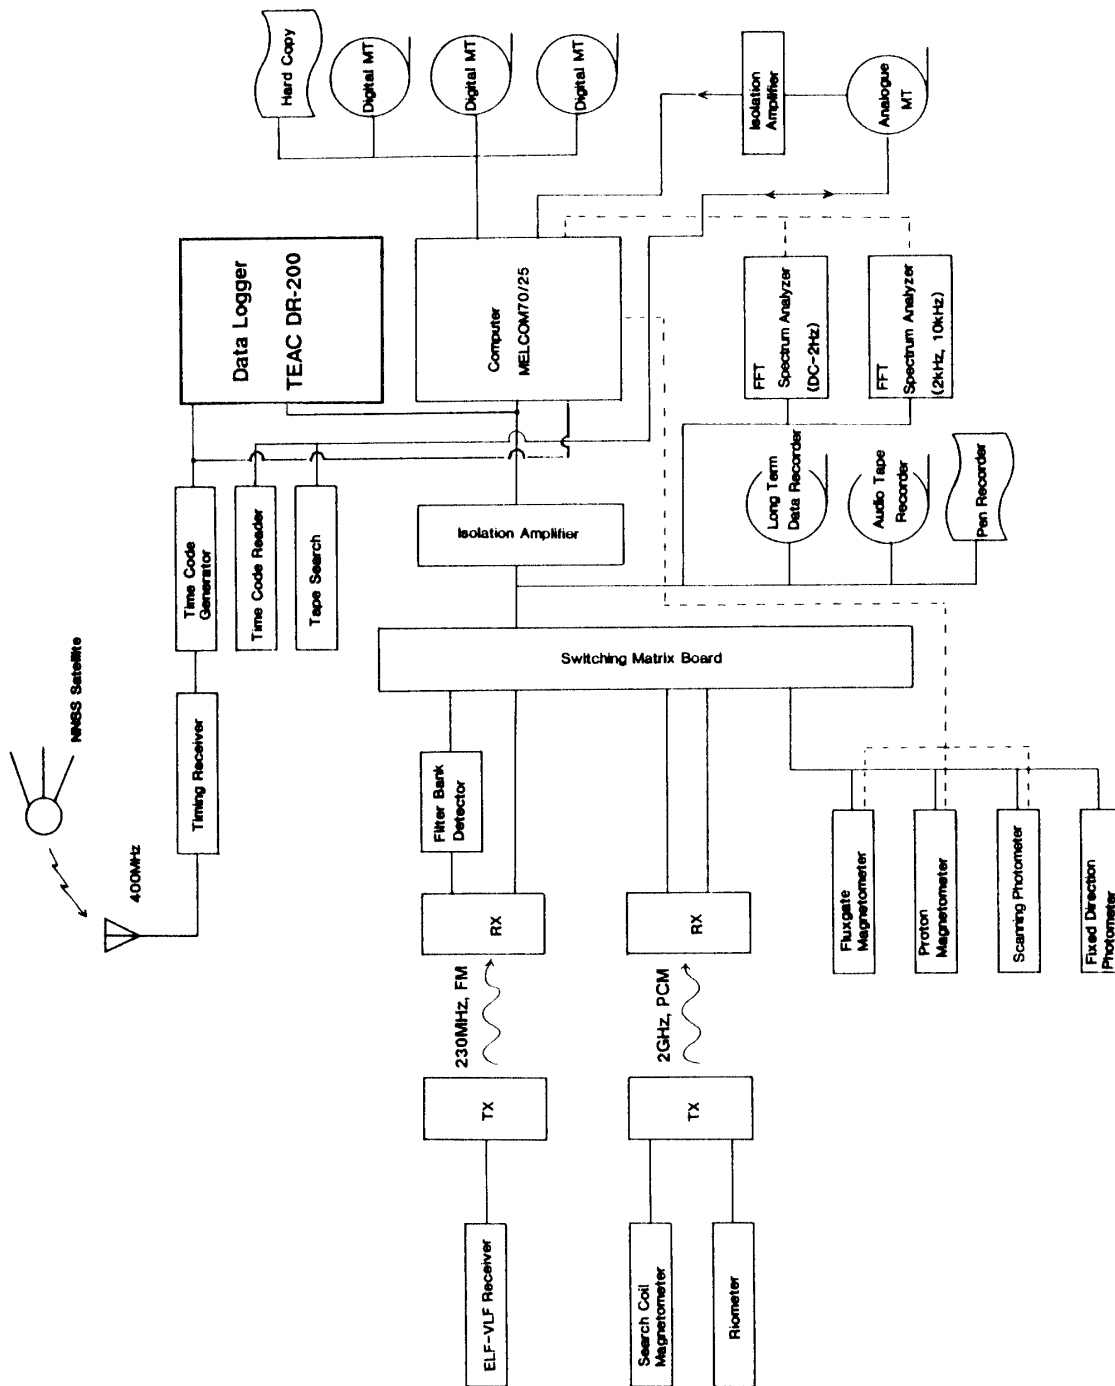 ELF-VLF Receiver
TX
230MHz, FM
RX
Filter Bank
Detector
Search Coil
Magnetometer
Riometer
TX
2GHz, PCM
RX
Fluxgate
Magnetometer
Proton
Magnetometer
Scanning Photometer
Fixed Direction
Photometer
NNSS Satellite
400MHz
Timing Receiver
Time Code
Generator
Time Code Reader
Tape Search
Switching Matrix Board
Isolation Amplifier
Data Logger
TEAC DR-200
Computer
MELCOM70/25
Hard Copy
Digital MT
Digital MT
Digital MT
Isolation
Amplifier
Analogue
MT
FFT
Spectrum Analyzer
(DC-2Hz)
FFT
Spectrum Analyzer
(2kHz, 10kHz)
Long Term
Data Recorder
Audio Tape
Recorder
Pen Recorder